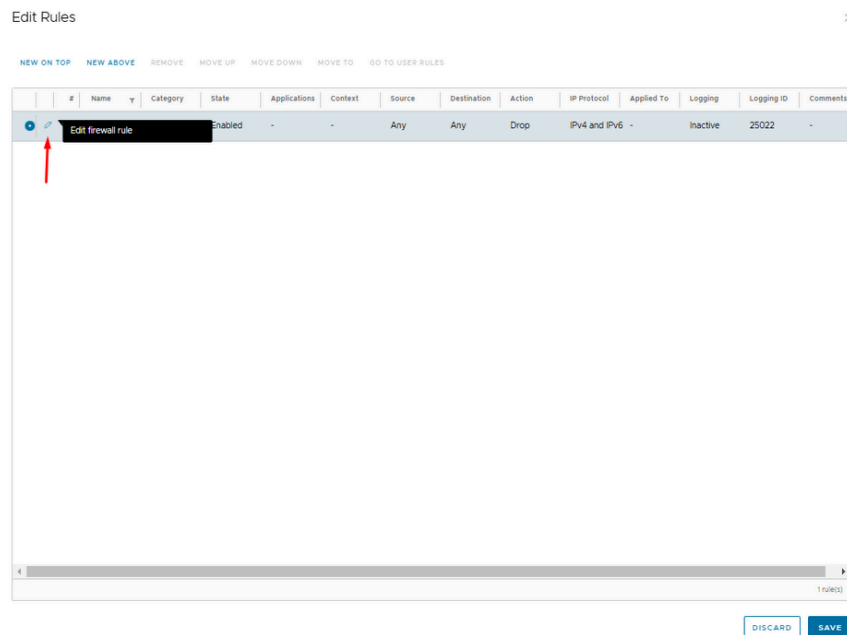 Edit Rules
NEW ON TOP NEW ABOVE REMOVE MOVE UP MOVE DOWN MOVE TO GO TO USER RULES
# Name Category State Applications Context Source Destination Action IP Protocol Applied To Logging Logging ID Comments
Edit firewall rule Enabled - - Any Any Drop IPv4 and IPv6 - Inactive 25022 -
1 rule(s)
DISCARD SAVE